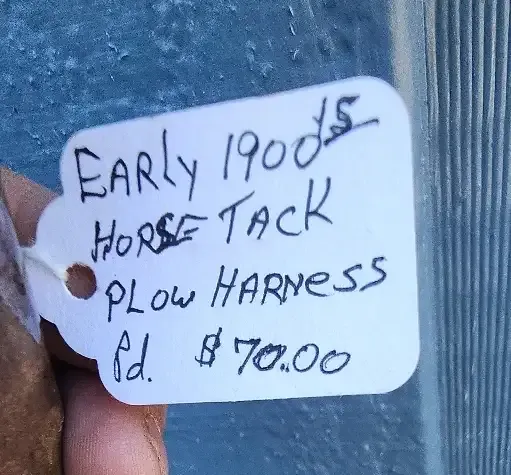 EARly 1900'S
HORSE TACK
PLOW HARNESS
Pd. $70.00